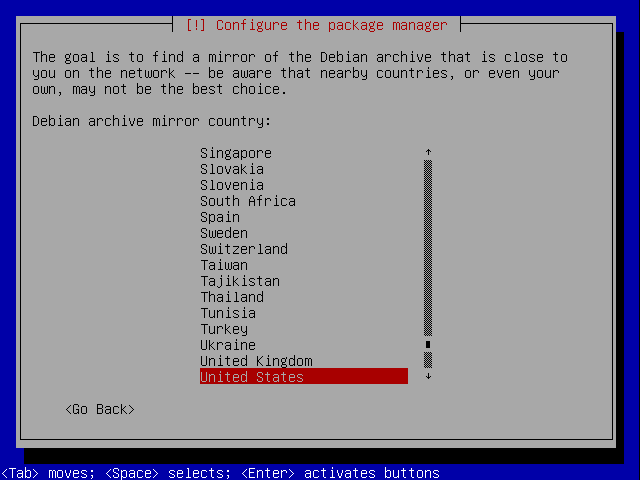 [!] Configure the package manager
The goal is to find a mirror of the Debian archive that is close to
you on the network -- be aware that nearby countries, or even your
own, may not be the best choice.
Debian archive mirror country:
Singapore
Slovakia
Slovenia
South Africa
Spain
Sweden
Switzerland
Taiwan
Tajikistan
Thailand
Tunisia
Turkey
Ukraine
United Kingdom
United States
<Go Back>
<Tab> moves; <Space> selects; <Enter> activates buttons